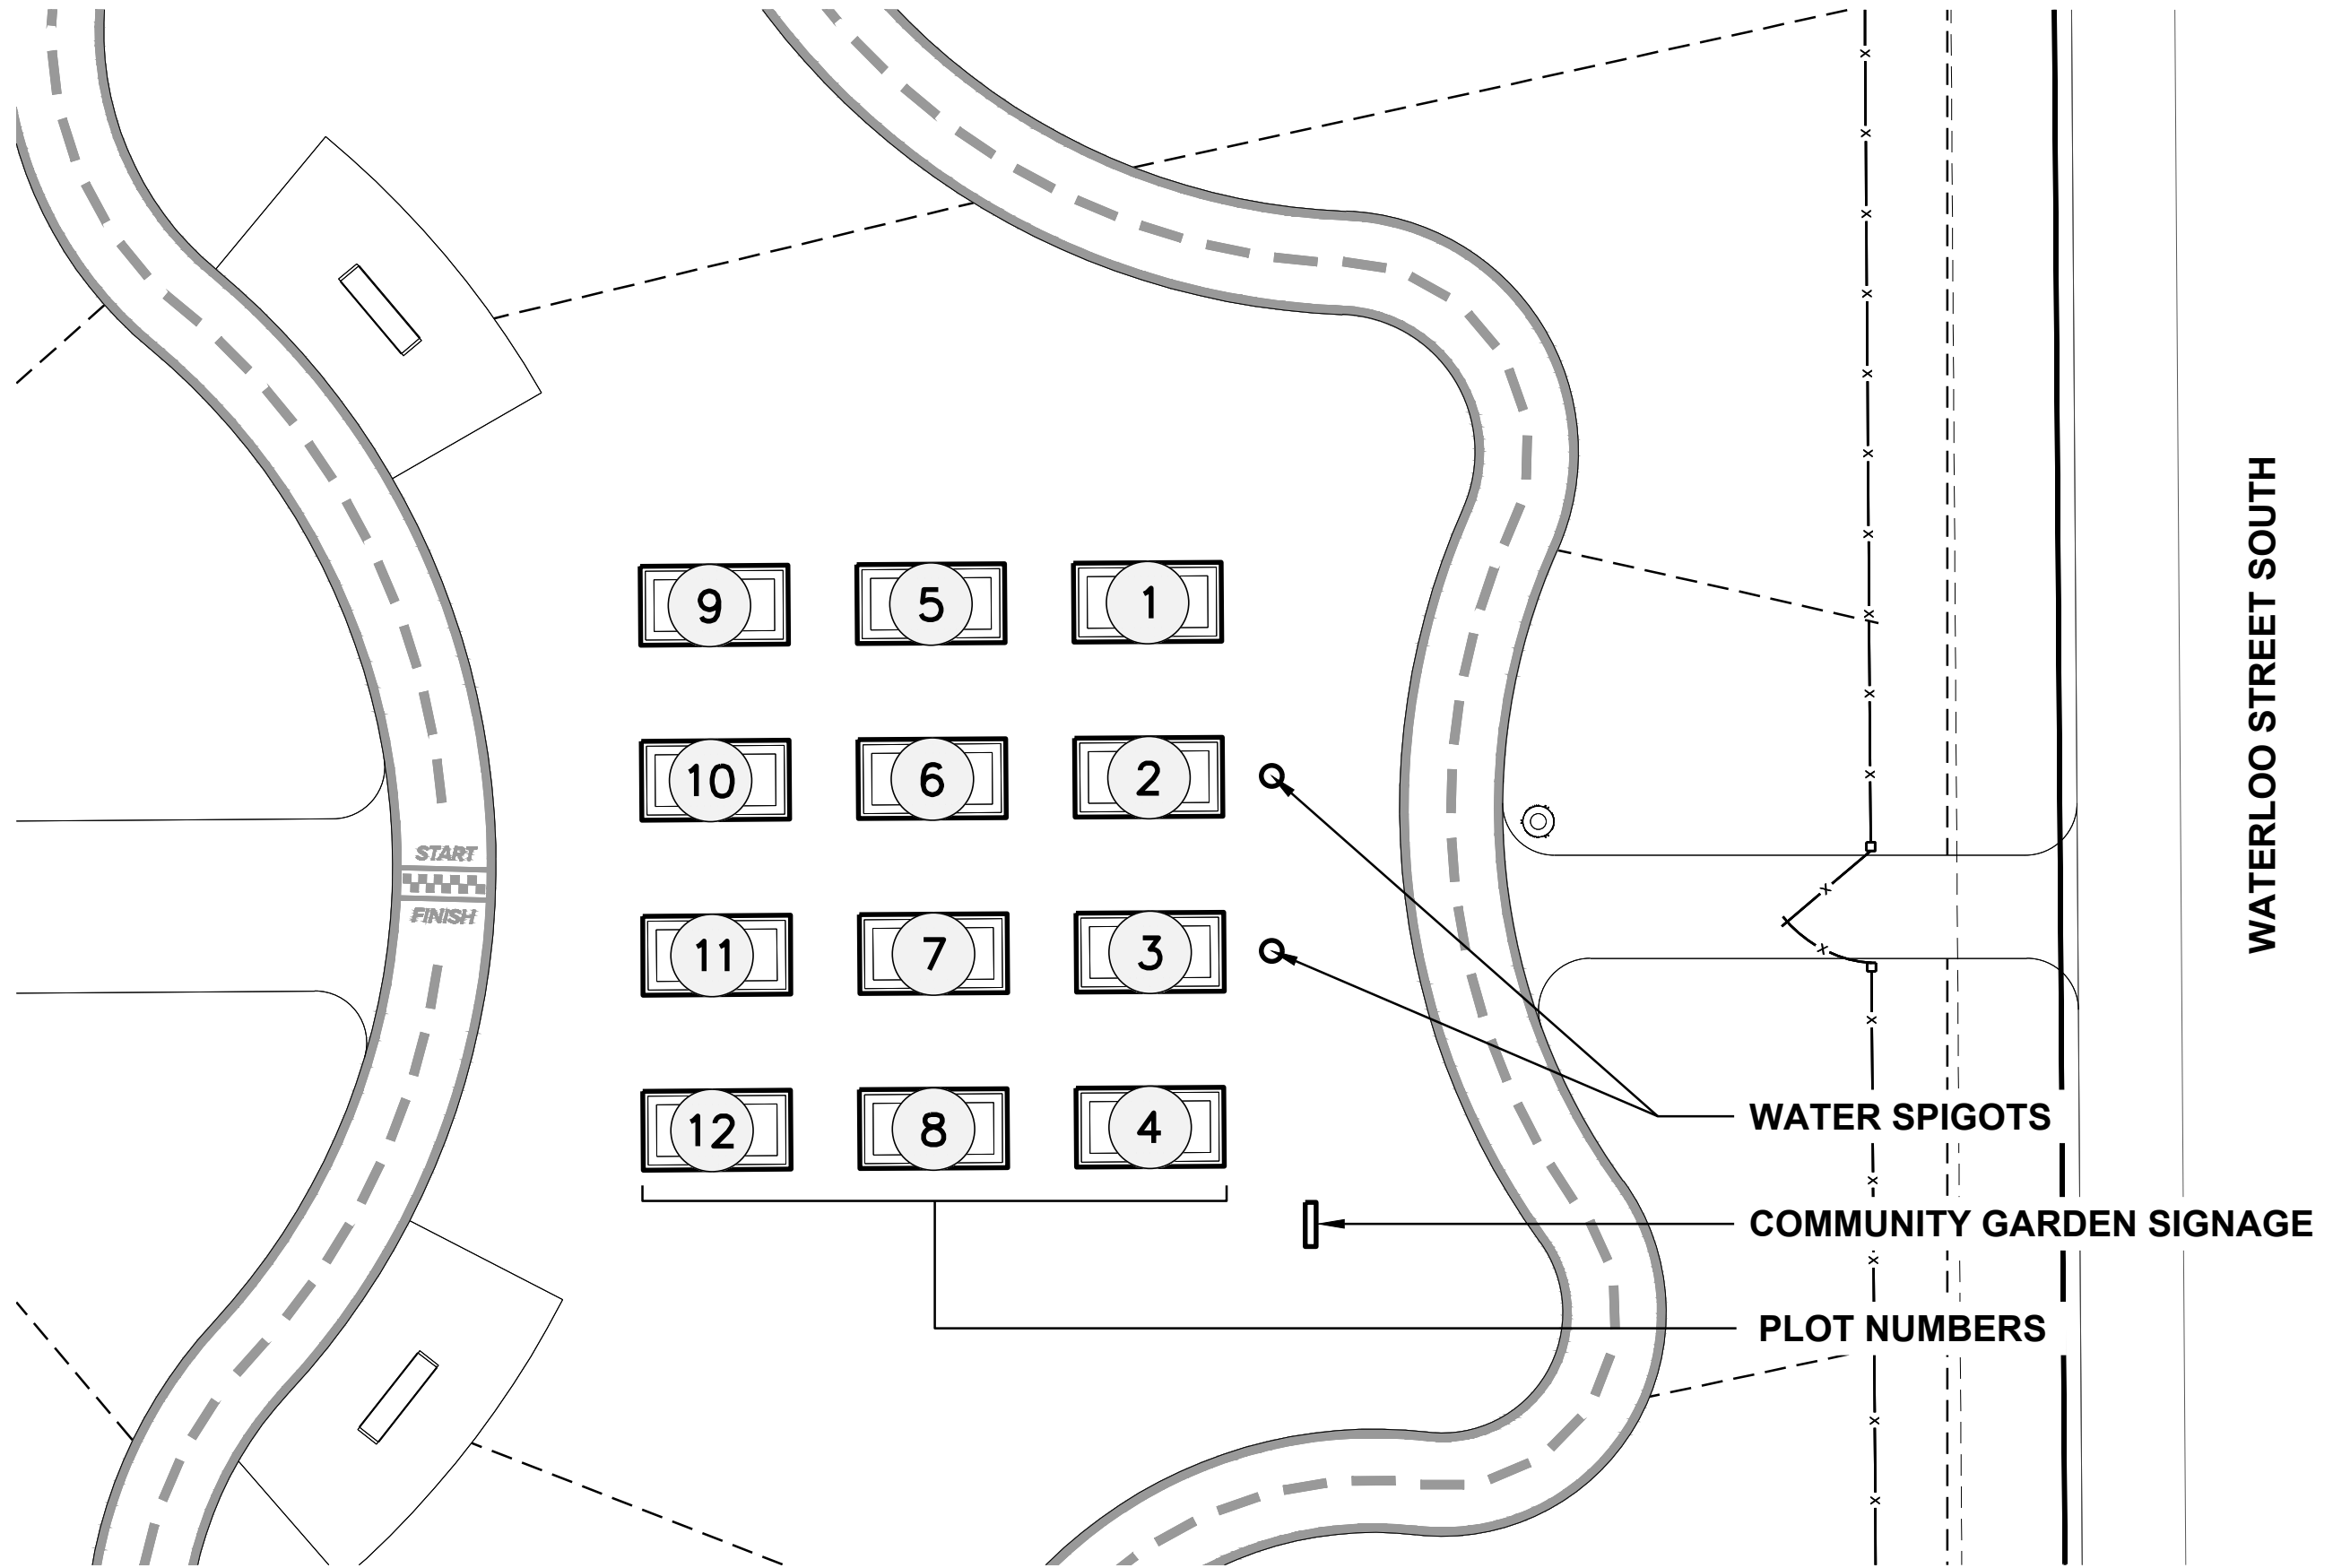 9 5 1
10 6 2
START
FINISH
11 7 3
12 8 4
WATERLOO STREET SOUTH
WATER SPIGOTS
COMMUNITY GARDEN SIGNAGE
PLOT NUMBERS